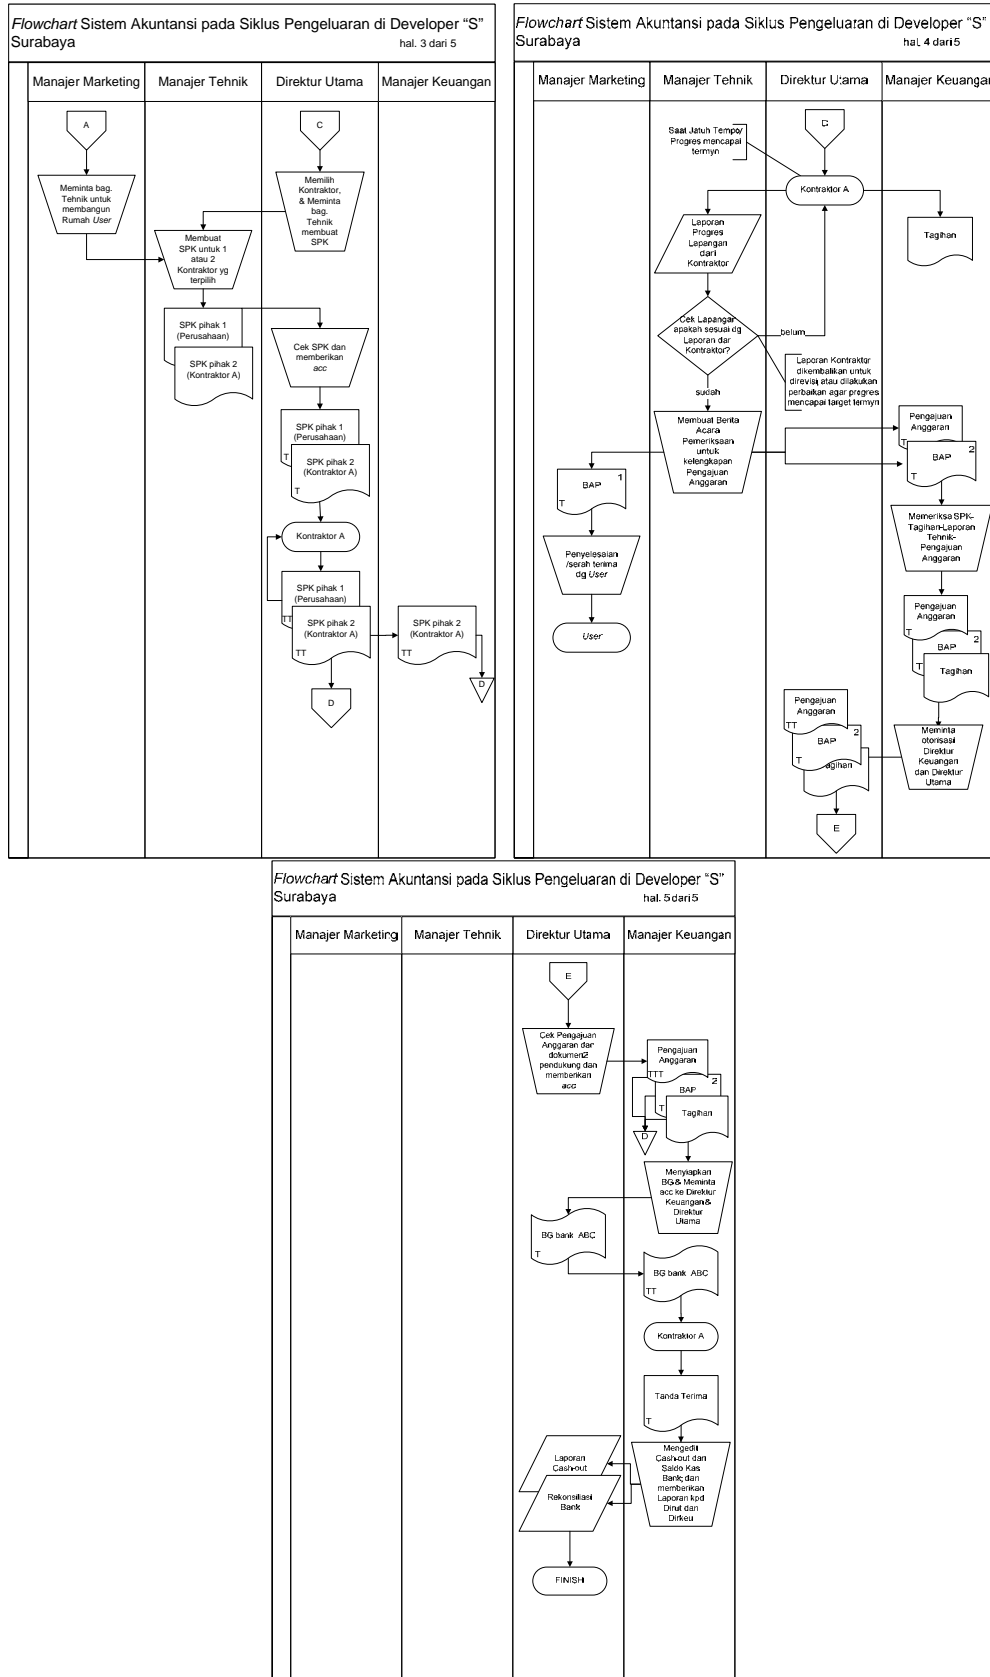 Flowchart Sistem Akuntansi pada Siklus Pengeluaran di Developer “S”
Surabaya
hal. 3 dari 5
Manajer Marketing
Manajer Tehnik
Direktur Utama
Manajer Keuangan
A
C
Meminta bag.
Tehnik untuk
membangun
Rumah User
Memilih
Kontraktor,
& Meminta
bag.
Tehnik
membuat
SPK
Membuat
SPK untuk 1
atau 2
Kontraktor yg
terpilih
SPK pihak 1
(Perusahaan)
SPK pihak 2
(Kontraktor A)
Cek SPK dan
memberikan
acc
SPK pihak 1
(Perusahaan)
T
SPK pihak 2
(Kontraktor A)
T
Kontraktor A
SPK pihak 1
(Perusahaan)
TT
SPK pihak 2
(Kontraktor A)
TT
SPK pihak 2
(Kontraktor A)
TT
D
D
Flowchart Sistem Akuntansi pada Siklus Pengeluaran di Developer “S”
Surabaya
hal. 4 dari 5
Manajer Marketing
Manajer Tehnik
Direktur Utama
Manajer Keuangan
Saat Jatuh Tempo/
Progres mencapai
termyn
Kontraktor A
Laporan
Progres
Lapangan
dari
Kontraktor
Tagihan
Cek Lapangan
apakah sesuai dg
Laporan dari
Kontraktor?
belum
Laporan Kontraktor
dikembalikan untuk
direvisi atau dilakukan
perbaikan agar progres
mencapai target termyn
sudah
Membuat Berita
Acara
Pemeriksaan
untuk
kelengkapan
Pengajuan
Anggaran
Pengajuan
Anggaran
T
2
BAP
T
1
BAP
T
Memeriksa SPK-
Tagihan-Laporan
Tehnik-
Pengajuan
Anggaran
Penyelesaian
/serah terima
dg User
User
Pengajuan
Anggaran
T
2
BAP
T
Tagihan
Pengajuan
Anggaran
TT
2
BAP
T
Tagihan
Meminta
otorisasi
Direktur
Keuangan
dan Direktur
Utama
E
Flowchart Sistem Akuntansi pada Siklus Pengeluaran di Developer “S”
Surabaya
hal. 5 dari 5
Manajer Marketing
Manajer Tehnik
Direktur Utama
Manajer Keuangan
E
Cek Pengajuan
Anggaran dan
dokumen2
pendukung dan
memberikan
acc
Pengajuan
Anggaran
TTT
2
BAP
T
Tagihan
D
Menyiapkan
BG & Meminta
acc ke Direktur
Keuangan &
Direktur
Utama
BG bank ABC
T
BG bank ABC
TT
Kontraktor A
Tanda Terima
T
Mengedit
Cash-out dan
Saldo Kas
Bank; dan
memberikan
Laporan kpd
Dirut dan
Dirkeu
Laporan
Cash-out
Rekonsiliasi
Bank
FINISH